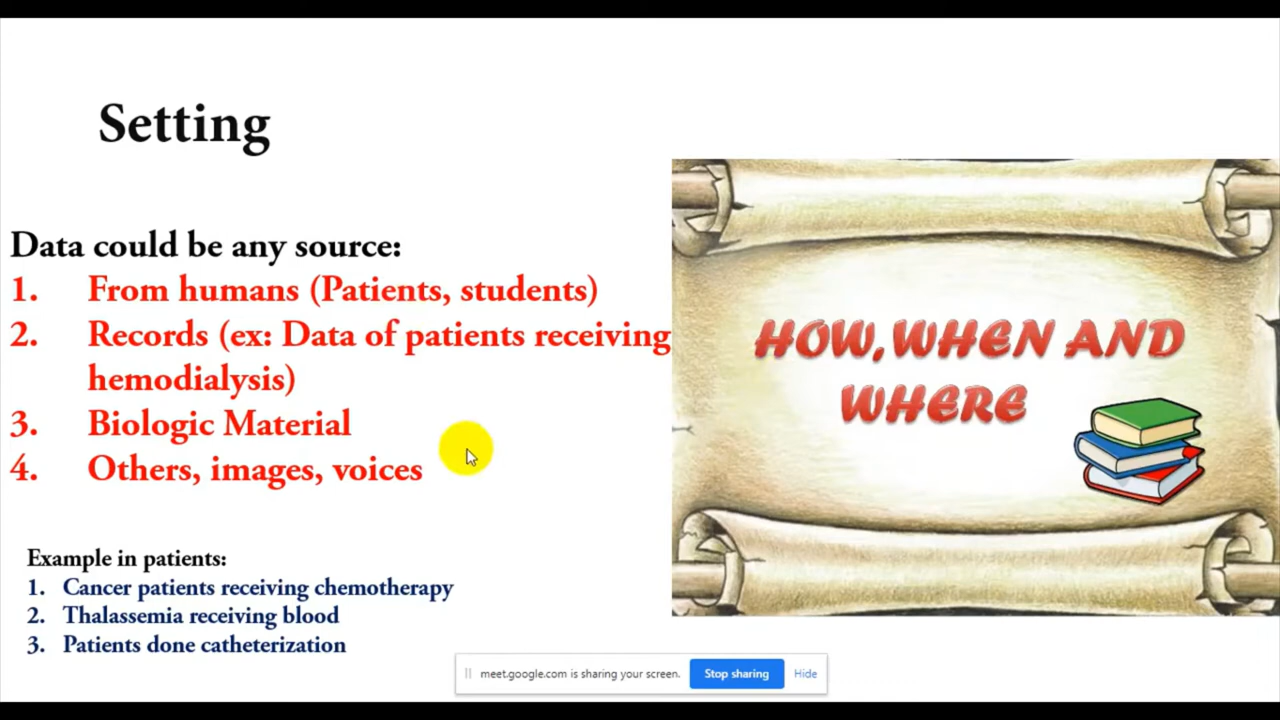 Setting
Data could be any source:
1. From humans (Patients, students)
2. Records (ex: Data of patients receiving
hemodialysis)
3. Biologic Material
4. Others, images, voices
HOW, WHEN AND
WHERE
Example in patients:
1. Cancer patients receiving chemotherapy
2. Thalassemia receiving blood
3. Patients done catheterization
meet.google.com is sharing your screen. Stop sharing Hide